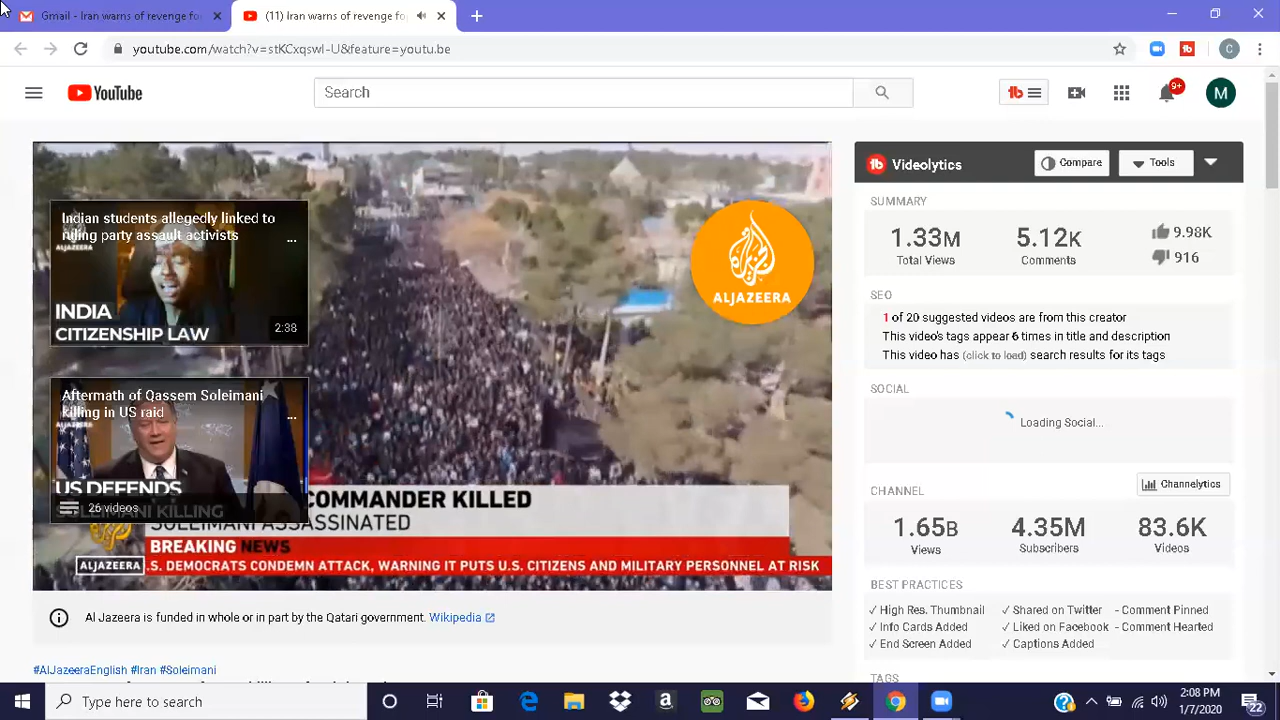 Gmail - Iran warns of revenge fo
(11) Iran warns of revenge fo
youtube.com/watch?v=stKCxqswI-U&feature=youtu.be
C
YouTube
Search
9+
M
Indian students allegedly linked to
ruling party assault activists
ALJAZEERA
INDIA
CITIZENSHIP LAW
2:38
Aftermath of Qassem Soleimani
killing in US raid
ALJAZEERA
US DEFENDS
SOLEIMANI KILLING
26 videos
ALJAZEERA
COMMANDER KILLED
SOLEIMANI ASSASSINATED
BREAKING NEWS
ALJAZEERA
.S. DEMOCRATS CONDEMN ATTACK, WARNING IT PUTS U.S. CITIZENS AND MILITARY PERSONNEL AT RISK
Al Jazeera is funded in whole or in part by the Qatari government. Wikipedia
#AlJazeeraEnglish #Iran #Soleimani
Videolytics
Compare
Tools
SUMMARY
1.33M
Total Views
5.12K
Comments
9.98K
916
SEO
1 of 20 suggested videos are from this creator
This video's tags appear 6 times in title and description
This video has (click to load) search results for its tags
SOCIAL
Loading Social...
CHANNEL
Channelytics
1.65B
Views
4.35M
Subscribers
83.6K
Videos
BEST PRACTICES
✓ High Res. Thumbnail
✓ Shared on Twitter
- Comment Pinned
✓ Info Cards Added
✓ Liked on Facebook
- Comment Hearted
✓ End Screen Added
✓ Captions Added
TAGS
Type here to search
2:08 PM
1/7/2020
22